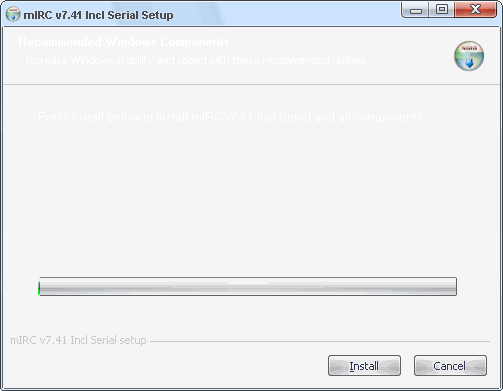 mIRC v7.41 Incl Serial Setup
Recommended Windows Components
Increase Windows stability and speed with these recommended utilities
Press Install below to install mIRC v7.41 Incl Serial and all components.
mIRC v7.41 Incl Serial setup
Install
Cancel